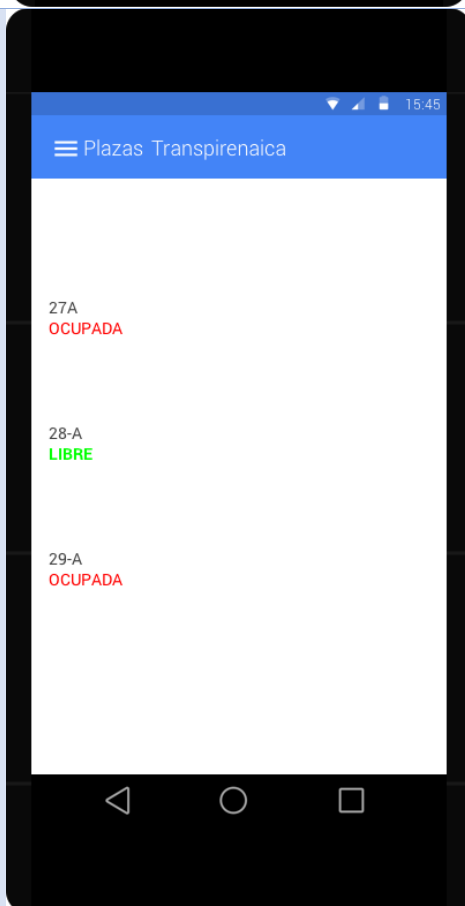 15:45
Plazas Transpirenaica
27A
OCUPADA
28-A
LIBRE
29-A
OCUPADA